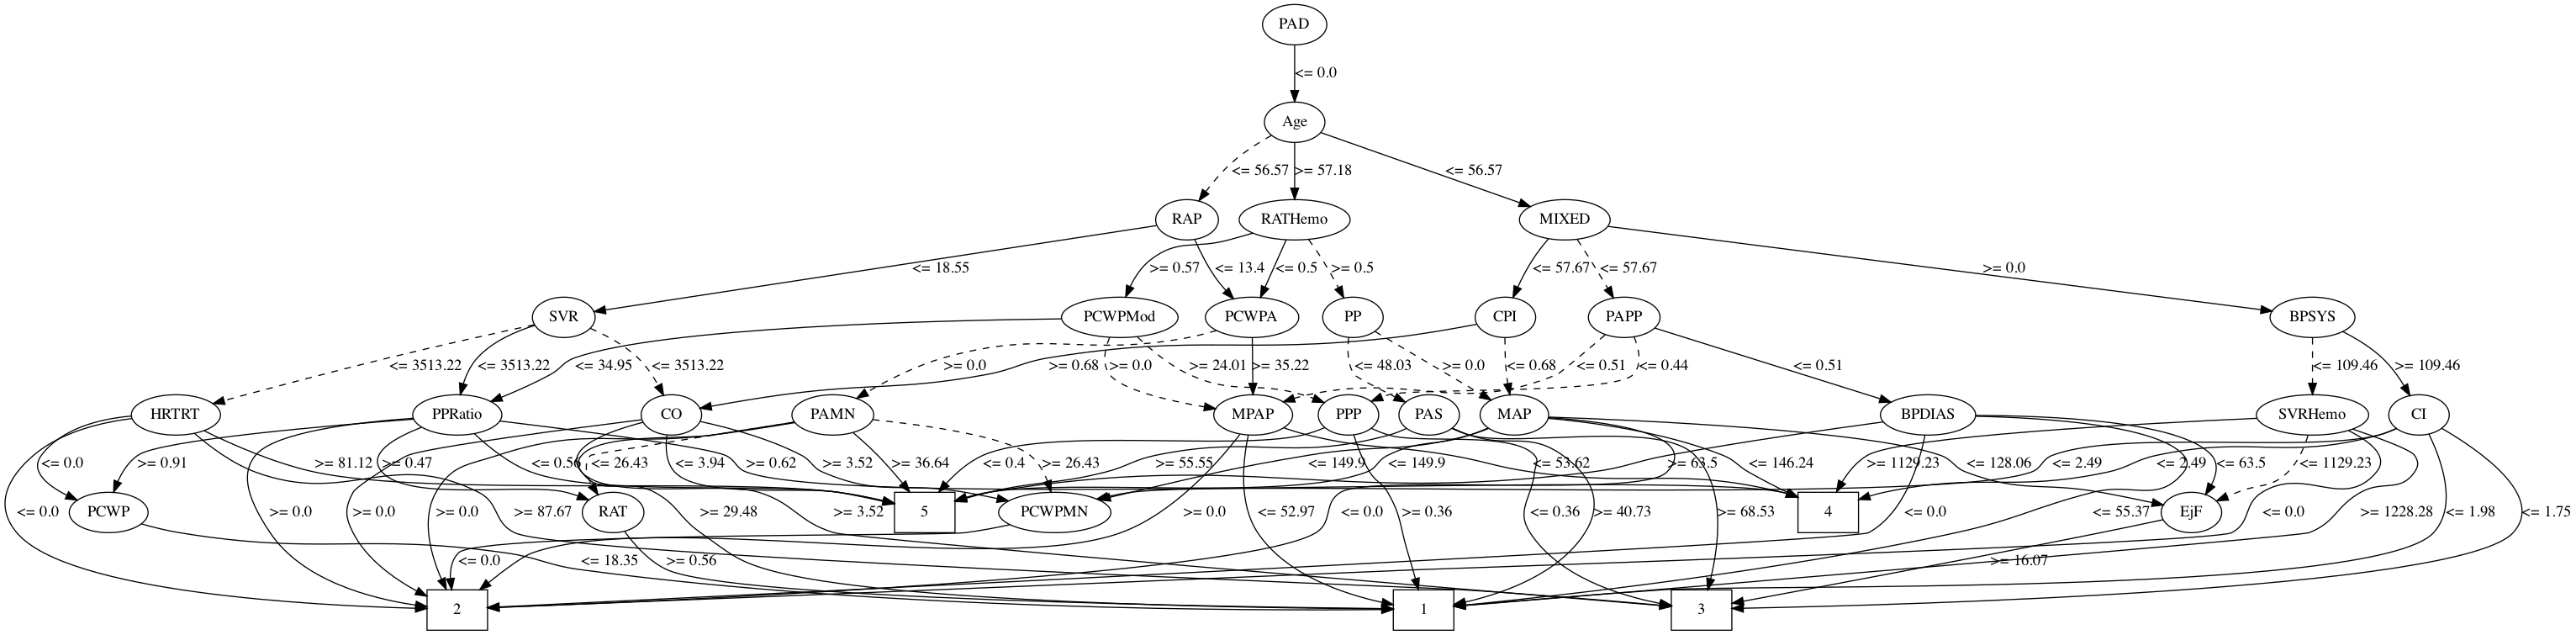 PAD
<= 0.0
Age
<= 56.57 >= 57.18 <= 56.57
RAP RATHemo MIXED
<= 18.55 >= 0.57 <= 13.4 <= 0.5 >= 0.5 <= 57.67 <= 57.67 >= 0.0
SVR PCWPMod PCWPA PP CPI PAPP BPSYS
<= 3513.22 <= 3513.22 <= 34.95 <= 3513.22 >= 0.0 >= 0.68 >= 0.0 >= 24.01 >= 35.22 <= 48.03 >= 0.0 <= 0.68 <= 0.51 <= 0.44 <= 0.51 <= 109.46 >= 109.46
HRTRT PPRatio CO PAMN MPAP PPP PAS MAP BPDIAS SVRHemo CI
<= 0.0 >= 0.91 >= 81.12 >= 0.47 <= 0.56 <= 26.43 <= 3.94 >= 0.62 >= 3.52 >= 36.64 <= 0.4 >= 26.43 >= 55.55 <= 149.9 <= 149.9 <= 53.62 >= 63.5 <= 146.24 >= 1129.23 <= 128.06 <= 2.49 <= 2.49 <= 63.5 <= 1129.23
PCWP RAT 5 PCWPMN 4 EjF
<= 0.0 >= 0.0 >= 0.0 >= 0.0 >= 87.67 >= 29.48 >= 3.52 >= 0.0 <= 52.97 <= 0.0 >= 0.36 <= 0.36 >= 40.73 >= 68.53 <= 0.0 <= 55.37 <= 0.0 >= 1228.28 <= 1.98 <= 1.75
<= 0.0 <= 18.35 >= 0.56 >= 16.07
2 1 3